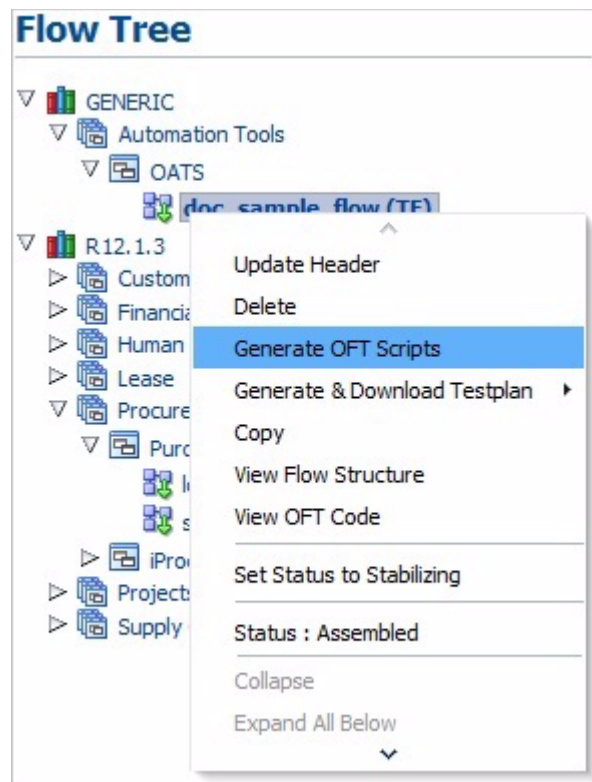 Flow Tree
GENERIC
Automation Tools
OATS
doc_sample_flow (TF)
R12.1.3
Custom
Financia
Human
Lease
Procure
Purc
l
s
iProc
Projects
Supply
Update Header
Delete
Generate OFT Scripts
Generate & Download Testplan
Copy
View Flow Structure
View OFT Code
Set Status to Stabilizing
Status : Assembled
Collapse
Expand All Below